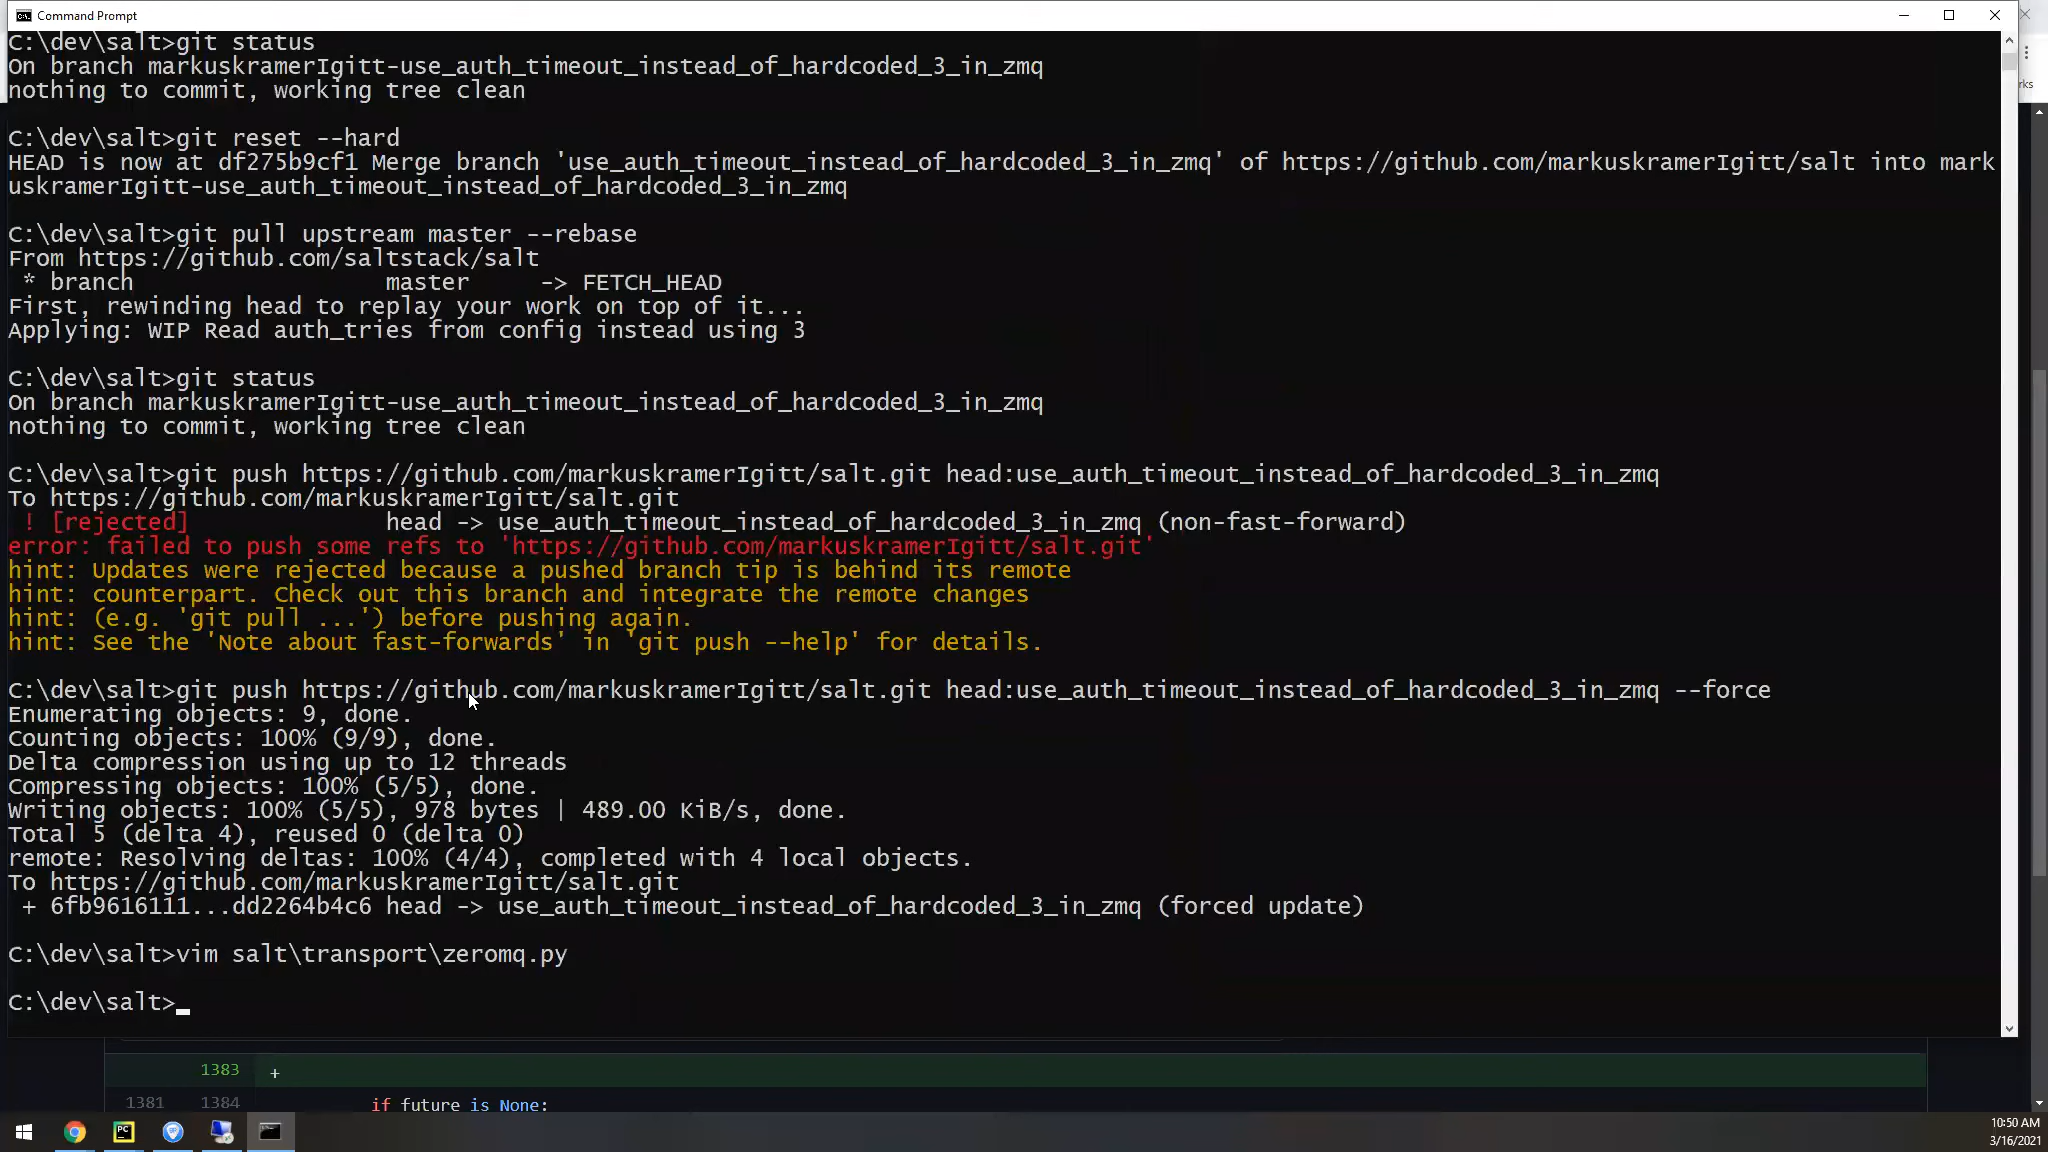 Command Prompt
C:\dev\salt>git status
On branch markuskramerIgitt-use_auth_timeout_instead_of_hardcoded_3_in_zmq
nothing to commit, working tree clean
C:\dev\salt>git reset --hard
HEAD is now at df275b9cf1 Merge branch 'use_auth_timeout_instead_of_hardcoded_3_in_zmq' of https://github.com/markuskramerIgitt/salt into mark
uskramerIgitt-use_auth_timeout_instead_of_hardcoded_3_in_zmq
C:\dev\salt>git pull upstream master --rebase
From https://github.com/saltstack/salt
 * branch                  master     -> FETCH_HEAD
First, rewinding head to replay your work on top of it...
Applying: WIP Read auth_tries from config instead using 3
C:\dev\salt>git status
On branch markuskramerIgitt-use_auth_timeout_instead_of_hardcoded_3_in_zmq
nothing to commit, working tree clean
C:\dev\salt>git push https://github.com/markuskramerIgitt/salt.git head:use_auth_timeout_instead_of_hardcoded_3_in_zmq
To https://github.com/markuskramerIgitt/salt.git
 ! [rejected]              head -> use_auth_timeout_instead_of_hardcoded_3_in_zmq (non-fast-forward)
error: failed to push some refs to 'https://github.com/markuskramerIgitt/salt.git'
hint: Updates were rejected because a pushed branch tip is behind its remote
hint: counterpart. Check out this branch and integrate the remote changes
hint: (e.g. 'git pull ...') before pushing again.
hint: See the 'Note about fast-forwards' in 'git push --help' for details.
C:\dev\salt>git push https://github.com/markuskramerIgitt/salt.git head:use_auth_timeout_instead_of_hardcoded_3_in_zmq --force
Enumerating objects: 9, done.
Counting objects: 100% (9/9), done.
Delta compression using up to 12 threads
Compressing objects: 100% (5/5), done.
Writing objects: 100% (5/5), 978 bytes | 489.00 KiB/s, done.
Total 5 (delta 4), reused 0 (delta 0)
remote: Resolving deltas: 100% (4/4), completed with 4 local objects.
To https://github.com/markuskramerIgitt/salt.git
 + 6fb9616111...dd2264b4c6 head -> use_auth_timeout_instead_of_hardcoded_3_in_zmq (forced update)
C:\dev\salt>vim salt\transport\zeromq.py
C:\dev\salt>
1383 +
1381 1384 if future is None:
PC
10:50 AM
3/16/2021